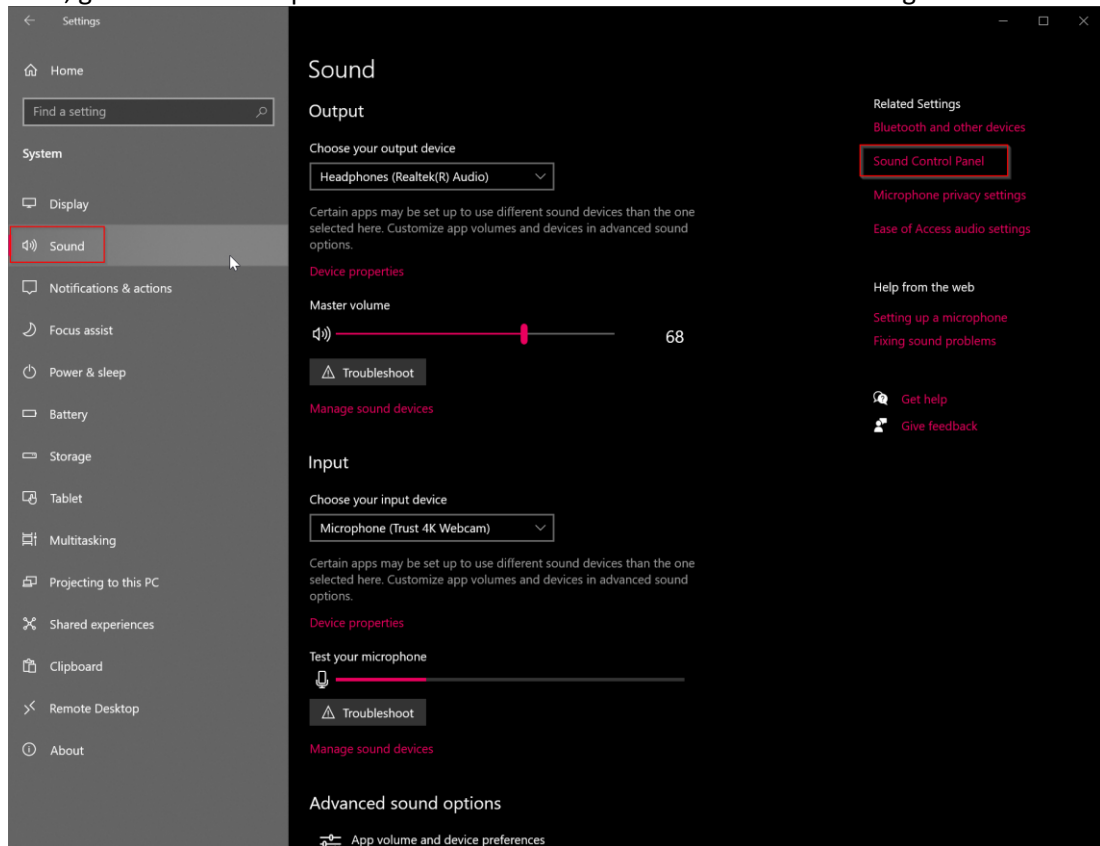 Settings
Home
Find a setting
System
Display
Sound
Notifications & actions
Focus assist
Power & sleep
Battery
Storage
Tablet
Multitasking
Projecting to this PC
Shared experiences
Clipboard
Remote Desktop
About
Sound
Output
Choose your output device
Headphones (Realtek(R) Audio)
Certain apps may be set up to use different sound devices than the one
selected here. Customize app volumes and devices in advanced sound
options.
Device properties
Master volume
68
Troubleshoot
Manage sound devices
Input
Choose your input device
Microphone (Trust 4K Webcam)
Certain apps may be set up to use different sound devices than the one
selected here. Customize app volumes and devices in advanced sound
options.
Device properties
Test your microphone
Troubleshoot
Manage sound devices
Advanced sound options
App volume and device preferences
Related Settings
Bluetooth and other devices
Sound Control Panel
Microphone privacy settings
Ease of Access audio settings
Help from the web
Setting up a microphone
Fixing sound problems
Get help
Give feedback